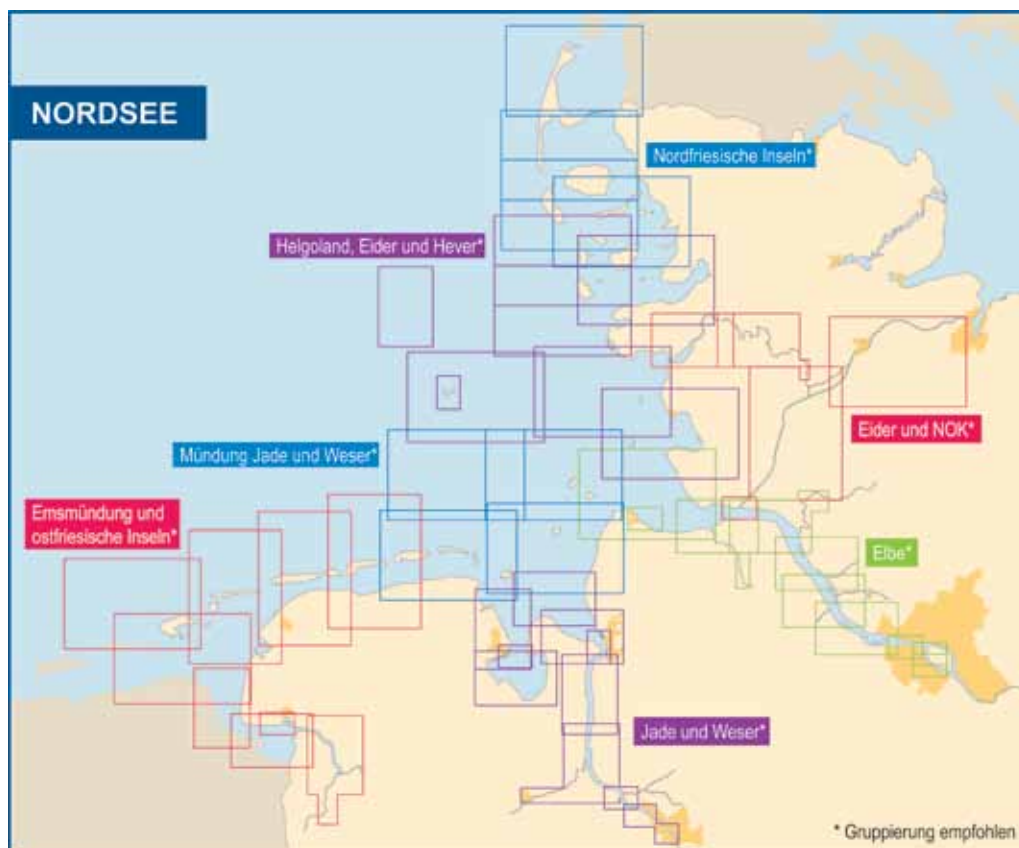 NORDSEE
Nordfriesische Inseln*
Helgoland, Eider und Hever*
Eider und NOK*
Mündung Jade und Weser*
Emsmündung und
ostfriesische Inseln*
Elbe*
Jade und Weser*
* Gruppierung empfohlen